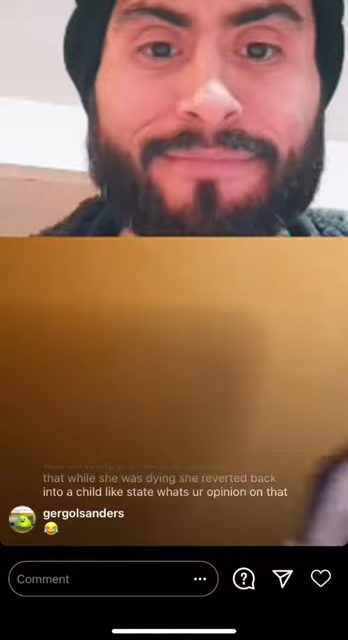 that while she was dying she reverted back
into a child like state whats ur opinion on that
gergolsanders
😂
Comment